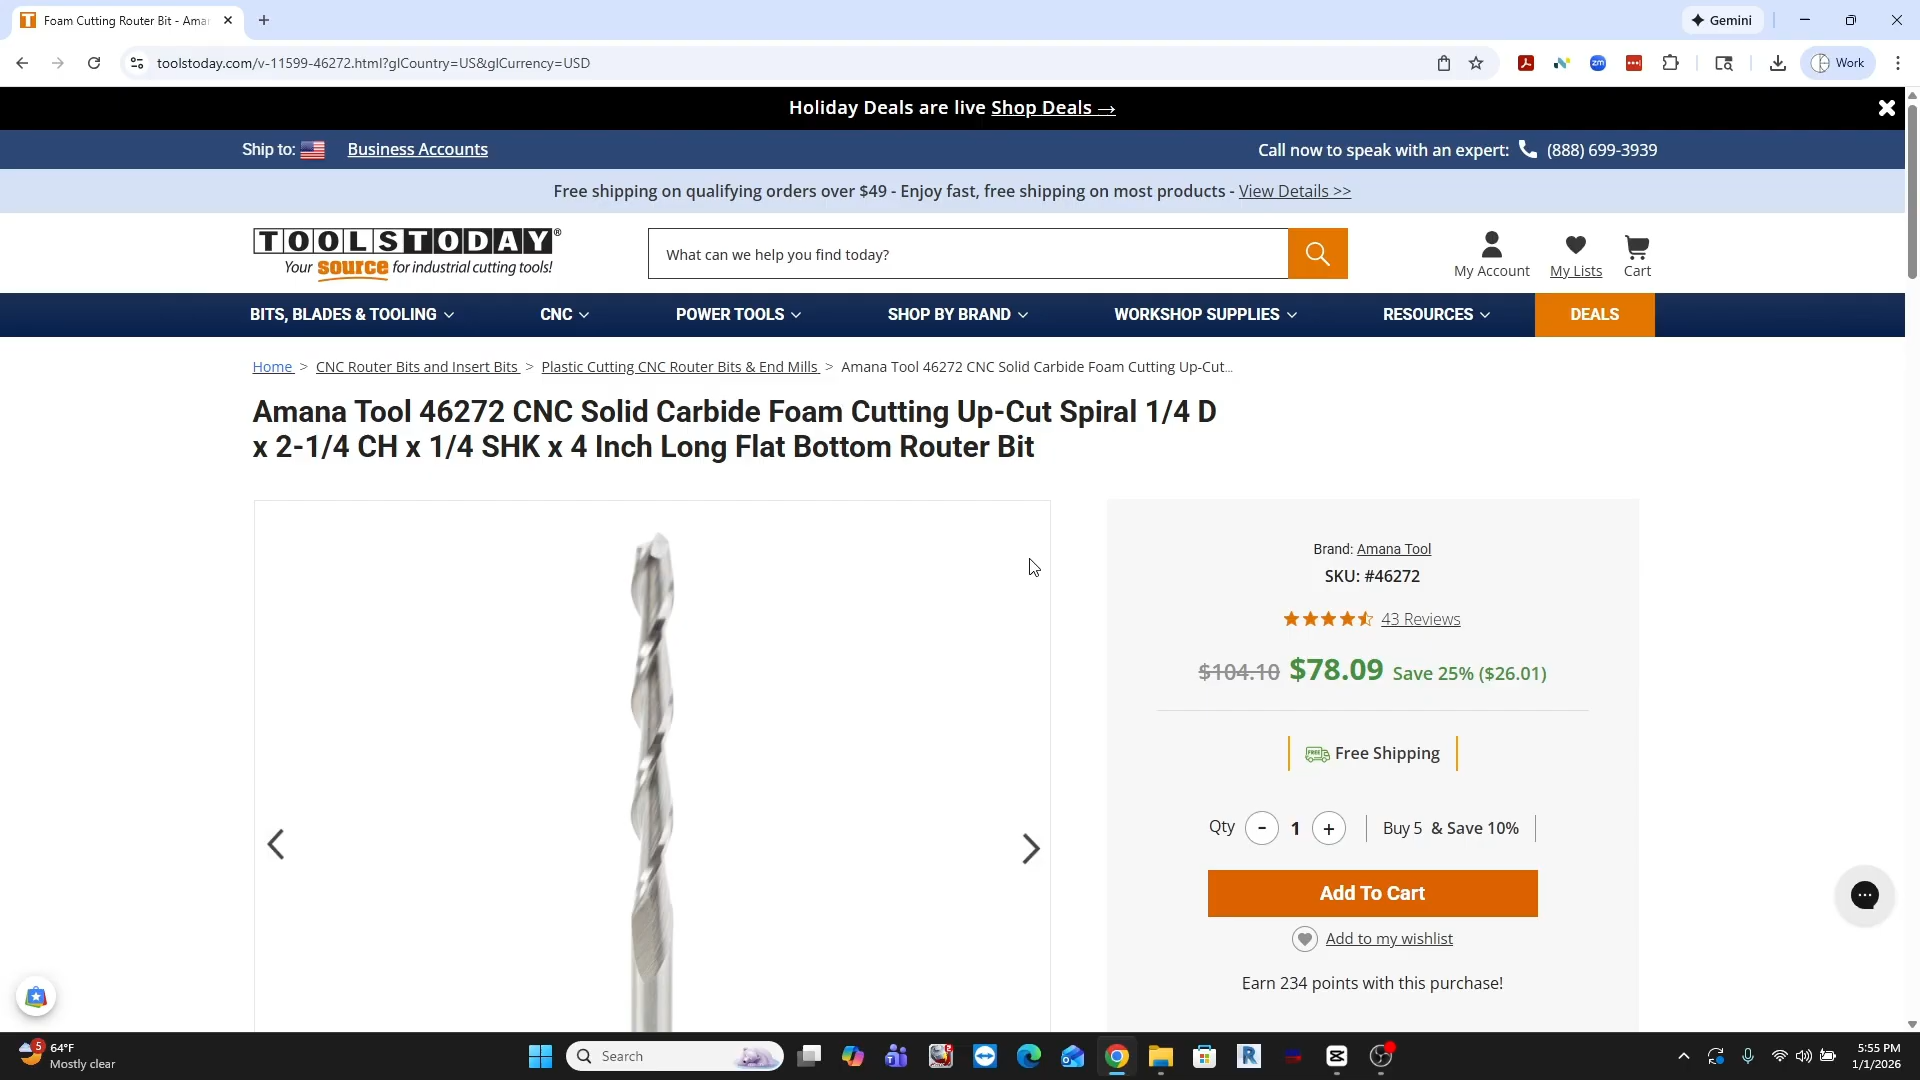 Foam Cutting Router Bit - Amar
Gemini
toolstoday.com/v-11599-46272.html?glCountry=US&glCurrency=USD
zm
Work
Holiday Deals are live Shop Deals →
Ship to:
Business Accounts
Call now to speak with an expert:
(888) 699-3939
Free shipping on qualifying orders over $49 - Enjoy fast, free shipping on most products - View Details >>
TOOLSTODAY®
Your source for industrial cutting tools!
What can we help you find today?
My Account
My Lists
Cart
BITS, BLADES & TOOLING
CNC
POWER TOOLS
SHOP BY BRAND
WORKSHOP SUPPLIES
RESOURCES
DEALS
Home > CNC Router Bits and Insert Bits > Plastic Cutting CNC Router Bits & End Mills > Amana Tool 46272 CNC Solid Carbide Foam Cutting Up-Cut...
Amana Tool 46272 CNC Solid Carbide Foam Cutting Up-Cut Spiral 1/4 D
x 2-1/4 CH x 1/4 SHK x 4 Inch Long Flat Bottom Router Bit
Brand: Amana Tool
SKU: #46272
43 Reviews
$104.10 $78.09 Save 25% ($26.01)
FREE Free Shipping
Qty - 1 + Buy 5 & Save 10%
Add To Cart
Add to my wishlist
Earn 234 points with this purchase!
5
64°F
Mostly clear
Search
R
5:55 PM
1/1/2026